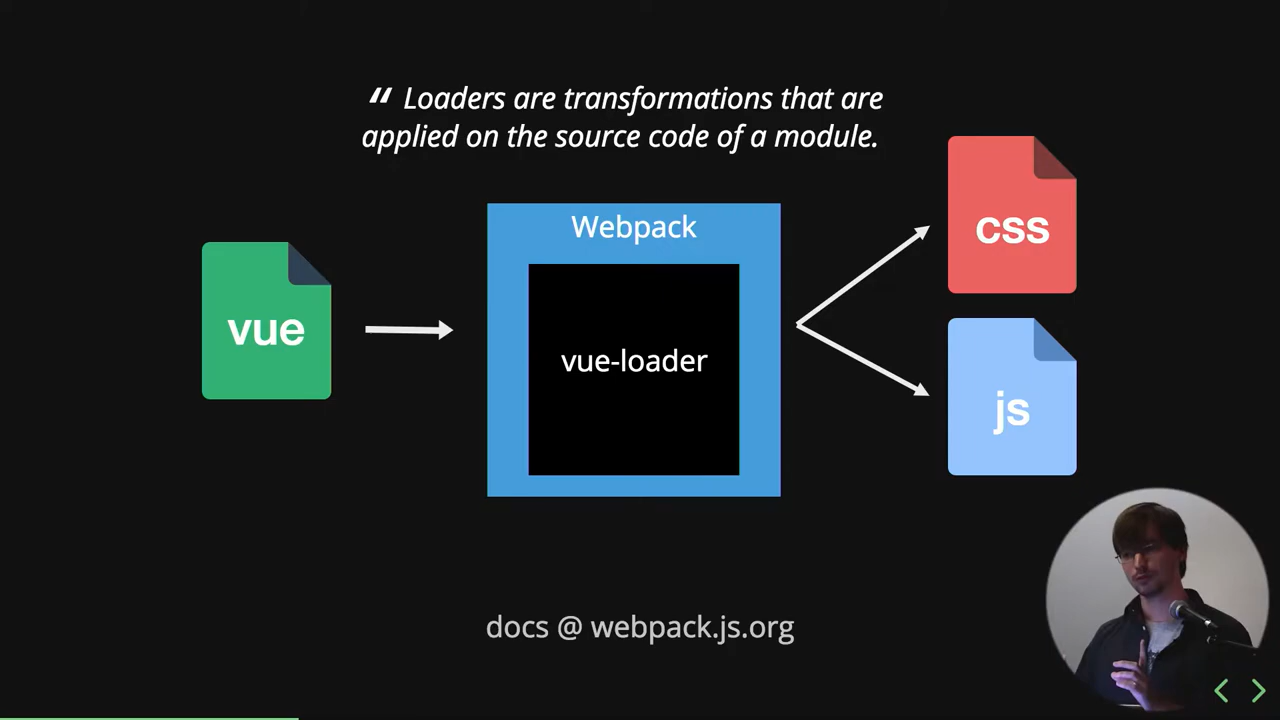 “ Loaders are transformations that are
applied on the source code of a module.
Webpack
vue
vue-loader
css
js
docs @ webpack.js.org